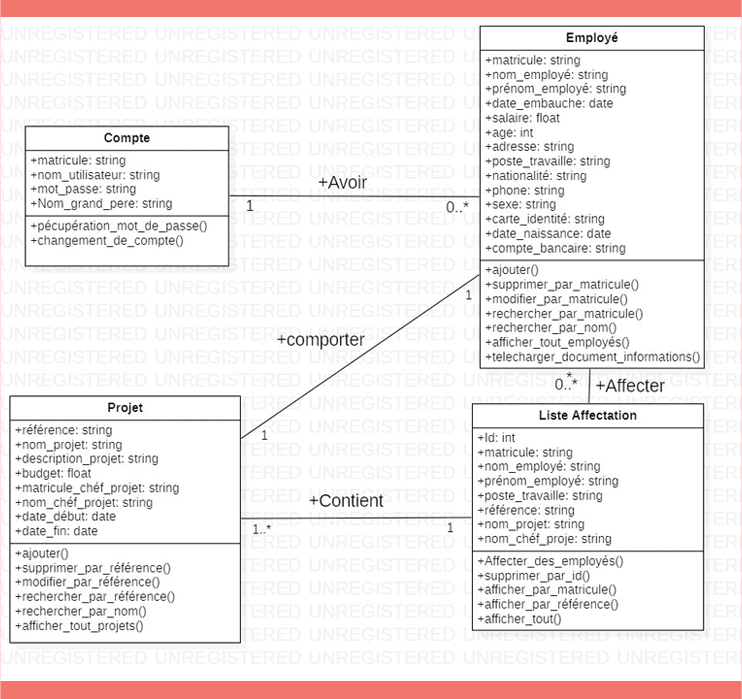 UNREGISTERED UNREGISTERED UNREGISTERED UNREGISTERED UNREGISTERED
Employé
+matricule: string
+nom_employé: string
+prénom_employé: string
+date_embauche: date
+salaire: float
+age: int
+adresse: string
+poste_travaille: string
+nationalité: string
+phone: string
+sexe: string
+carte_identité: string
+date_naissance: date
+compte_bancaire: string
+ajouter()
+supprimer_par_matricule()
+modifier_par_matricule()
+rechercher_par_matricule()
+rechercher_par_nom()
+afficher_tout_employés()
+telecharger_document_informations()
Compte
+matricule: string
+nom_utilisateur: string
+mot_passe: string
+Nom_grand_pere: string
+pécupération_mot_de_passe()
+changement_de_compte()
+Avoir
1
0..*
+comporter
1
1
0..*
*
+Affecter
Projet
+référence: string
+nom_projet: string
+description_projet: string
+budget: float
+matricule_chéf_projet: string
+nom_chéf_projet: string
+date_début: date
+date_fin: date
+ajouter()
+supprimer_par_référence()
+modifier_par_référence()
+rechercher_par_référence()
+rechercher_par_nom()
+afficher_tout_projets()
+Contient
1..*
1
Liste Affectation
+Id: int
+matricule: string
+nom_employé: string
+prénom_employé: string
+poste_travaille: string
+référence: string
+nom_projet: string
+nom_chéf_proje: string
+Affecter_des_employés()
+supprimer_par_id()
+afficher_par_matricule()
+afficher_par_référence()
+afficher_tout()